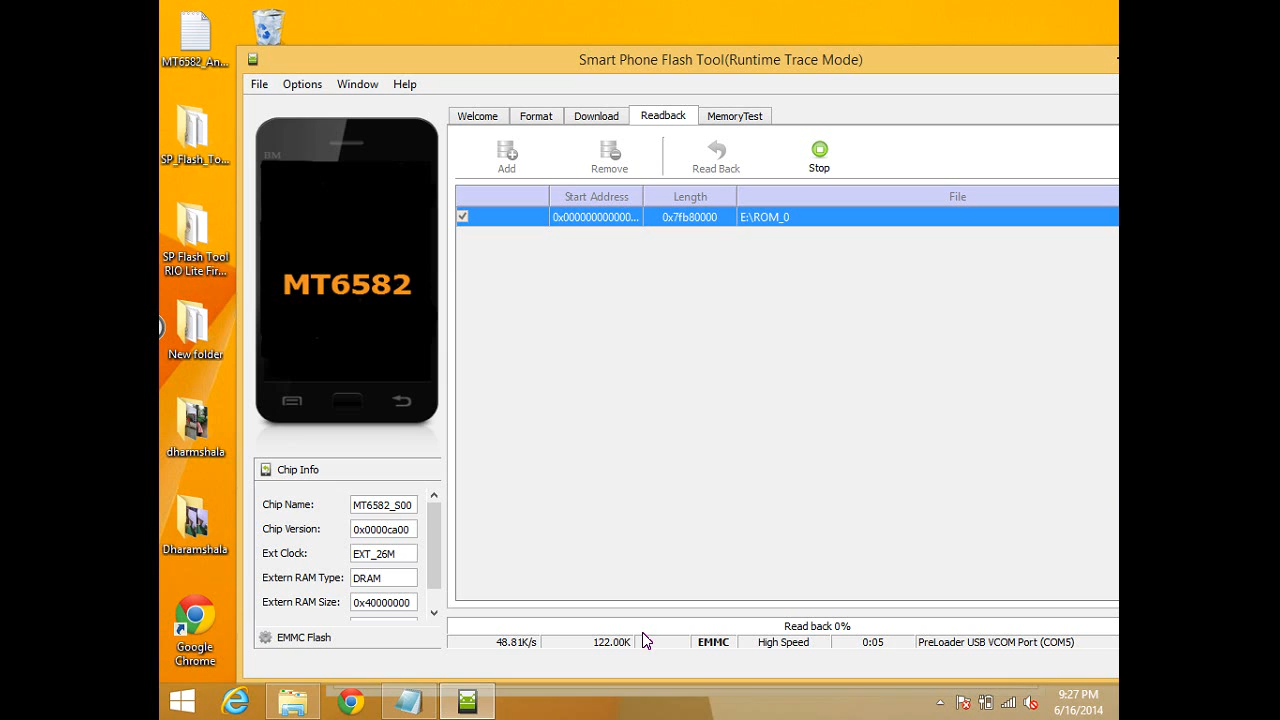 MT6582_An...
SP_Flash_To...
SP Flash Tool
RIO Lite Fir...
New folder
dharmshala
Dharamshala
Google
Chrome
Smart Phone Flash Tool(Runtime Trace Mode)
File Options Window Help
BM
MT6582
Welcome Format Download Readback MemoryTest
Add Remove Read Back Stop
Start Address Length File
0x000000000000... 0x7fb80000 E:\ROM_0
Chip Info
Chip Name: MT6582_S00
Chip Version: 0x0000ca00
Ext Clock: EXT_26M
Extern RAM Type: DRAM
Extern RAM Size: 0x40000000
EMMC Flash
Read back 0%
48.81K/s 122.00K EMMC High Speed 0:05 PreLoader USB VCOM Port (COM5)
9:27 PM
6/16/2014